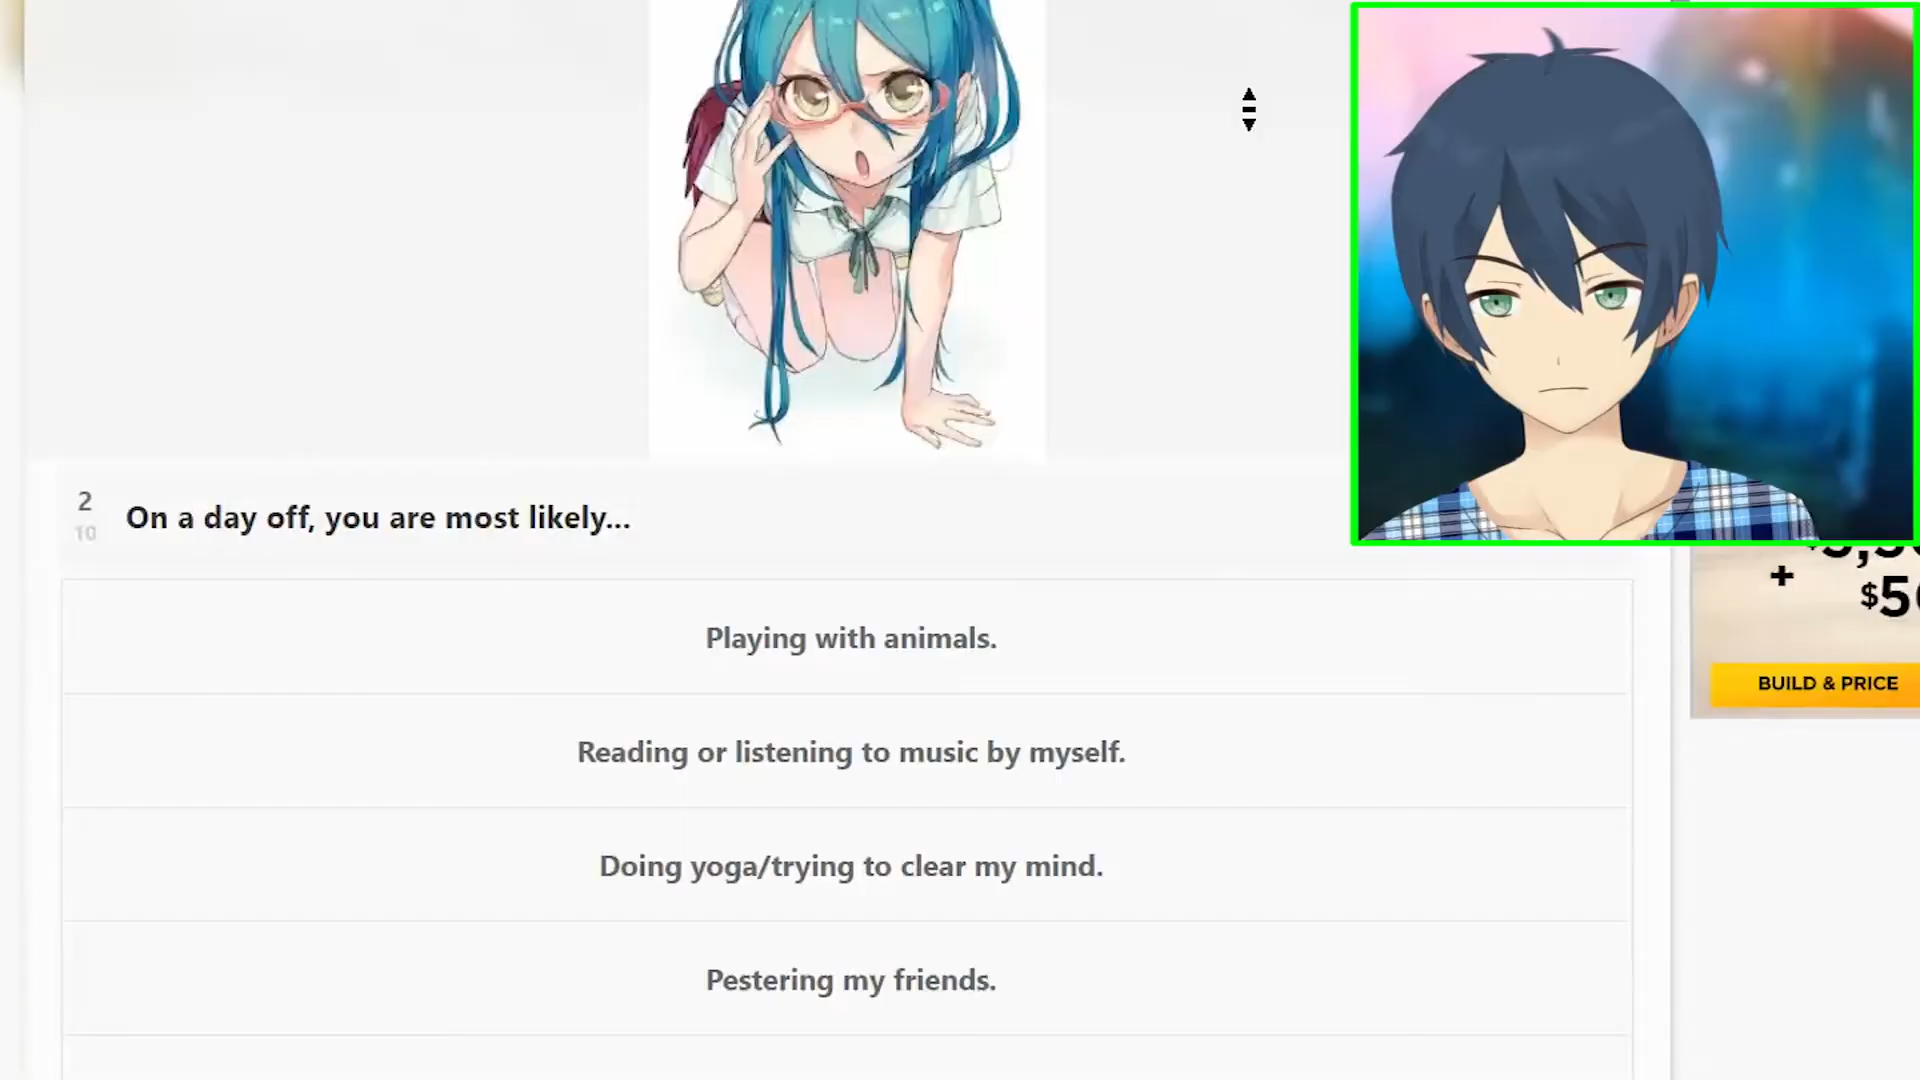 2
10
On a day off, you are most likely...
Playing with animals.
Reading or listening to music by myself.
Doing yoga/trying to clear my mind.
Pestering my friends.
+
BUILD & PRICE